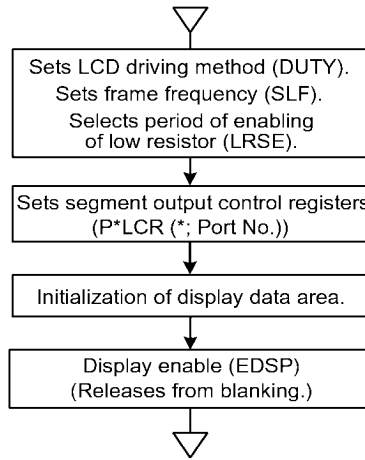 Sets LCD driving method (DUTY).
Sets frame frequency (SLF).
Selects period of enabling
of low resistor (LRSE).
Sets segment output control registers
(P*LCR (*; Port No.))
Initialization of display data area.
Display enable (EDSP)
(Releases from blanking.)